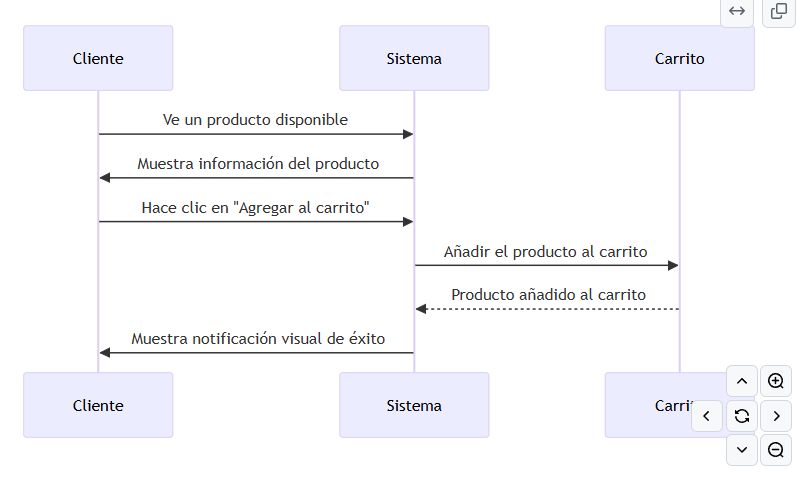 Cliente
Sistema
Carrito
Ve un producto disponible
Muestra información del producto
Hace clic en "Agregar al carrito"
Añadir el producto al carrito
Producto añadido al carrito
Muestra notificación visual de éxito
Cliente
Sistema